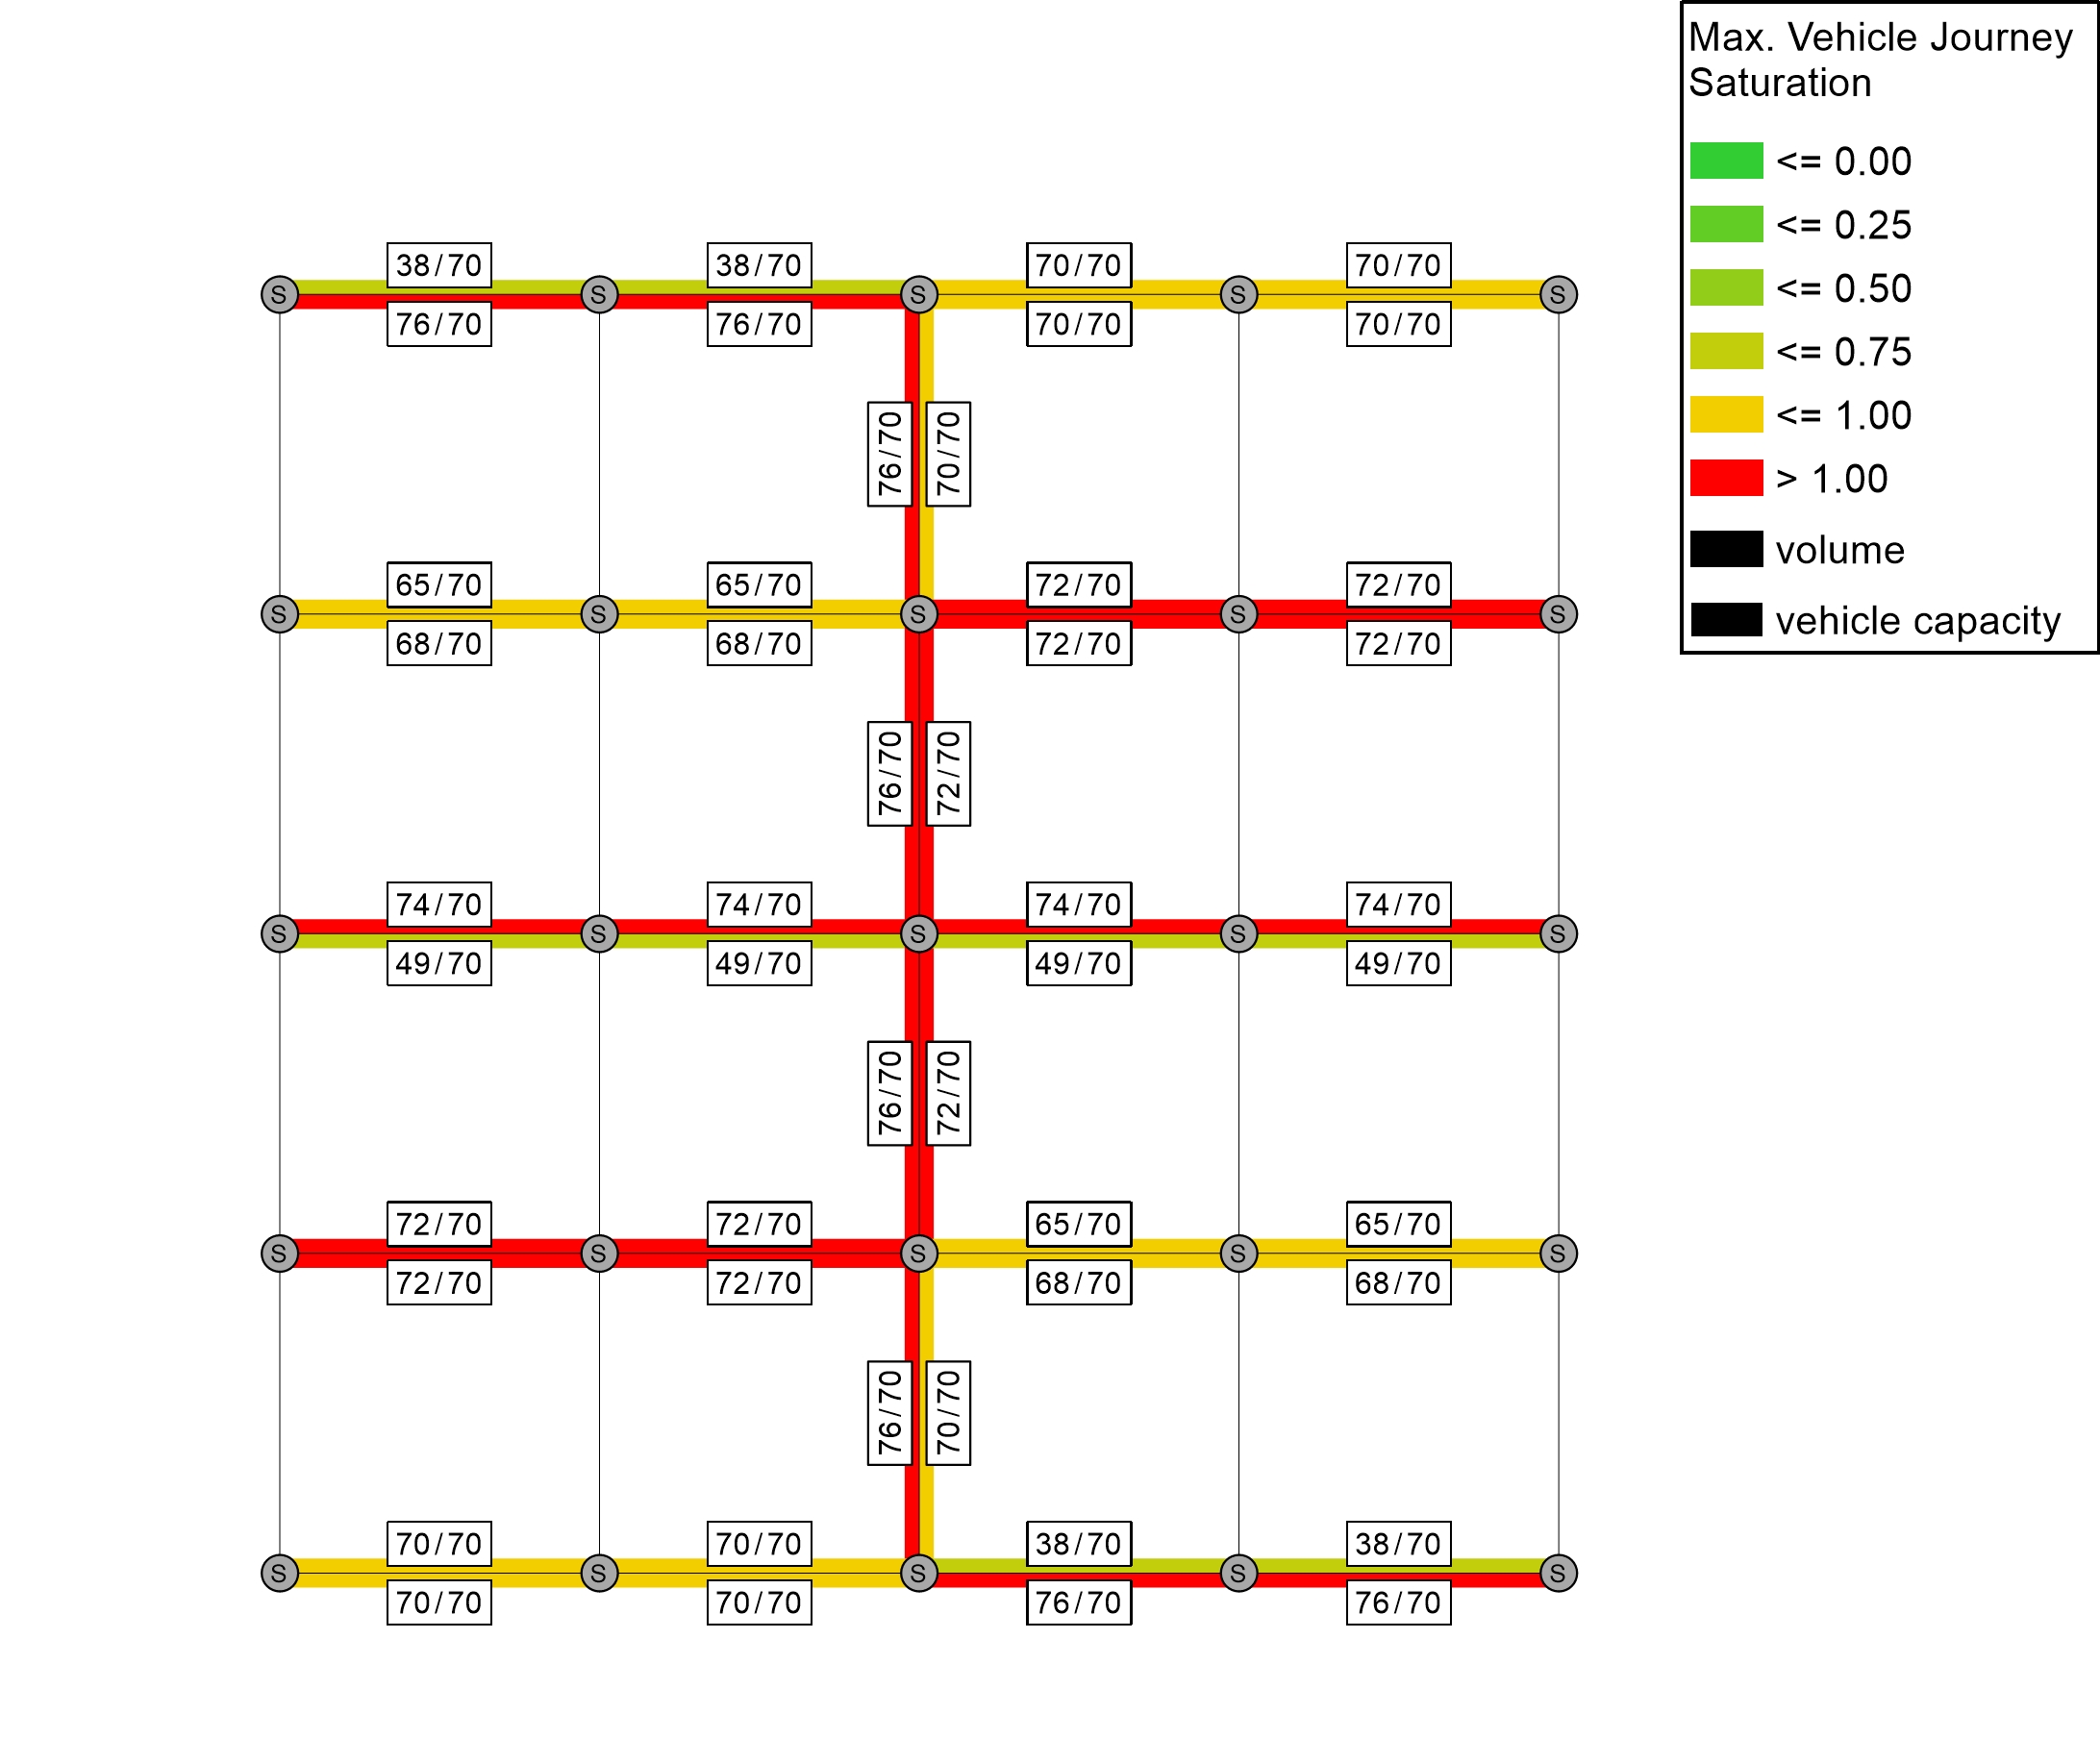 Max. Vehicle Journey
Saturation
<= 0.00
<= 0.25
<= 0.50
<= 0.75
<= 1.00
> 1.00
volume
vehicle capacity
38/70 38/70 70/70 70/70
S S S S S
76/70 76/70 70/70 70/70
76/70 70/70
65/70 65/70 72/70 72/70
S S S S S
68/70 68/70 72/70 72/70
76/70 72/70
74/70 74/70 74/70 74/70
S S S S S
49/70 49/70 49/70 49/70
76/70 72/70
72/70 72/70 65/70 65/70
S S S S S
72/70 72/70 68/70 68/70
76/70 70/70
70/70 70/70 38/70 38/70
S S S S S
70/70 70/70 76/70 76/70